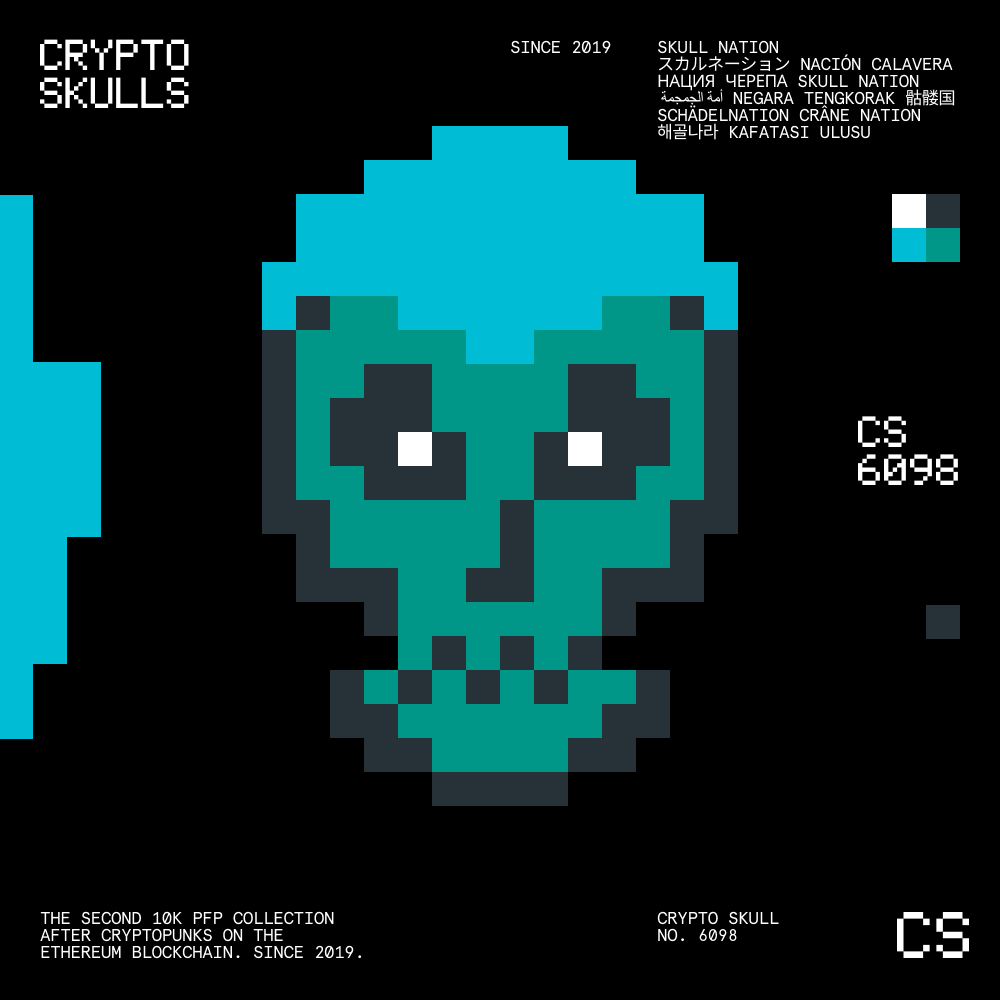 CRYPTO
SKULLS
SINCE 2019
SKULL NATION
スカルネーション NACIÓN CALAVERA
НАЦИЯ ЧЕРЕПА SKULL NATION
أمة الجمجمة NEGARA TENGKORAK 骷髅国
SCHÄDELNATION CRÂNE NATION
해골나라 KAFATASI ULUSU
CS
6098
THE SECOND 10K PFP COLLECTION
AFTER CRYPTOPUNKS ON THE
ETHEREUM BLOCKCHAIN. SINCE 2019.
CRYPTO SKULL
NO. 6098
CS